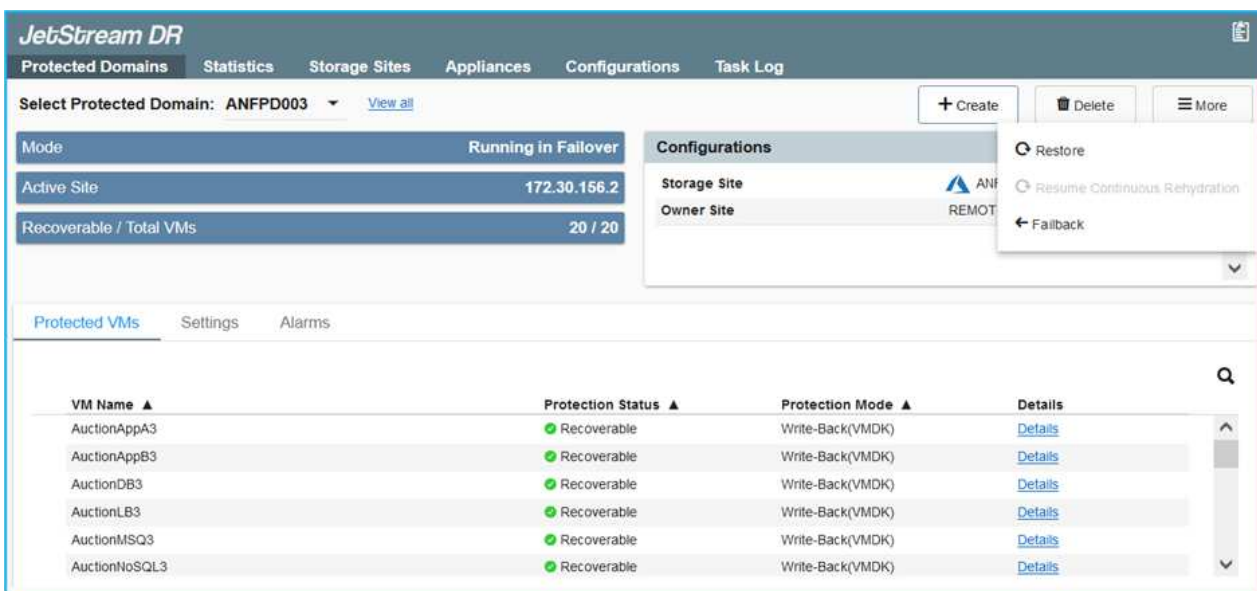 JetStream DR
Protected Domains Statistics Storage Sites Appliances Configurations Task Log
Select Protected Domain: ANFPD003 View all
+ Create Delete More
Mode Running in Failover
Active Site 172.30.156.2
Recoverable / Total VMs 20 / 20
Configurations
Storage Site
Owner Site REMOT
Restore
Resume Continuous Rehydration
Failback
Protected VMs Settings Alarms
VM Name ▲ Protection Status ▲ Protection Mode ▲ Details
AuctionAppA3 Recoverable Write-Back(VMDK) Details
AuctionAppB3 Recoverable Write-Back(VMDK) Details
AuctionDB3 Recoverable Write-Back(VMDK) Details
AuctionLB3 Recoverable Write-Back(VMDK) Details
AuctionMSQ3 Recoverable Write-Back(VMDK) Details
AuctionNoSQL3 Recoverable Write-Back(VMDK) Details